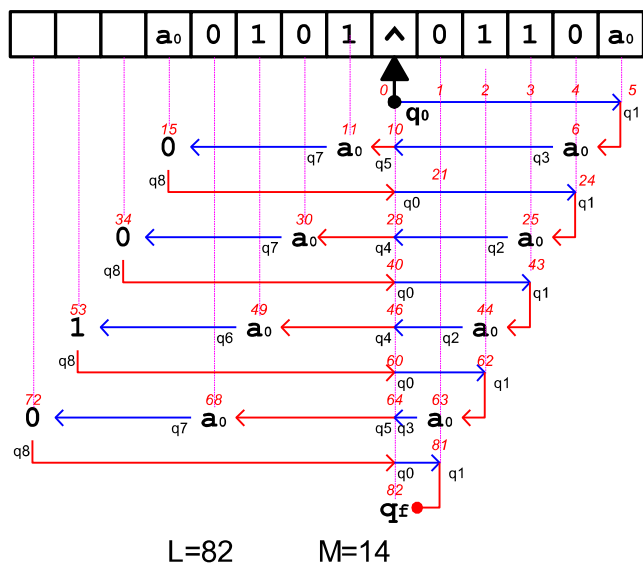 a₀ 0 1 0 1 ^ 0 1 1 0 a₀
0 1 2 3 4 5
q₀ q1
15 11 10 6
0 q7 a₀ q5 q3 a₀
q8 21 24
q0 q1
34 30 28 25
0 q7 a₀ q4 q2 a₀
q8 40 43
q0 q1
53 49 46 44
1 q6 a₀ q4 q2 a₀
q8 60 62
q0 q1
72 68 64 63
0 q7 a₀ q5 q3 a₀
q8 81
q0 q1
82
qf
L=82 M=14